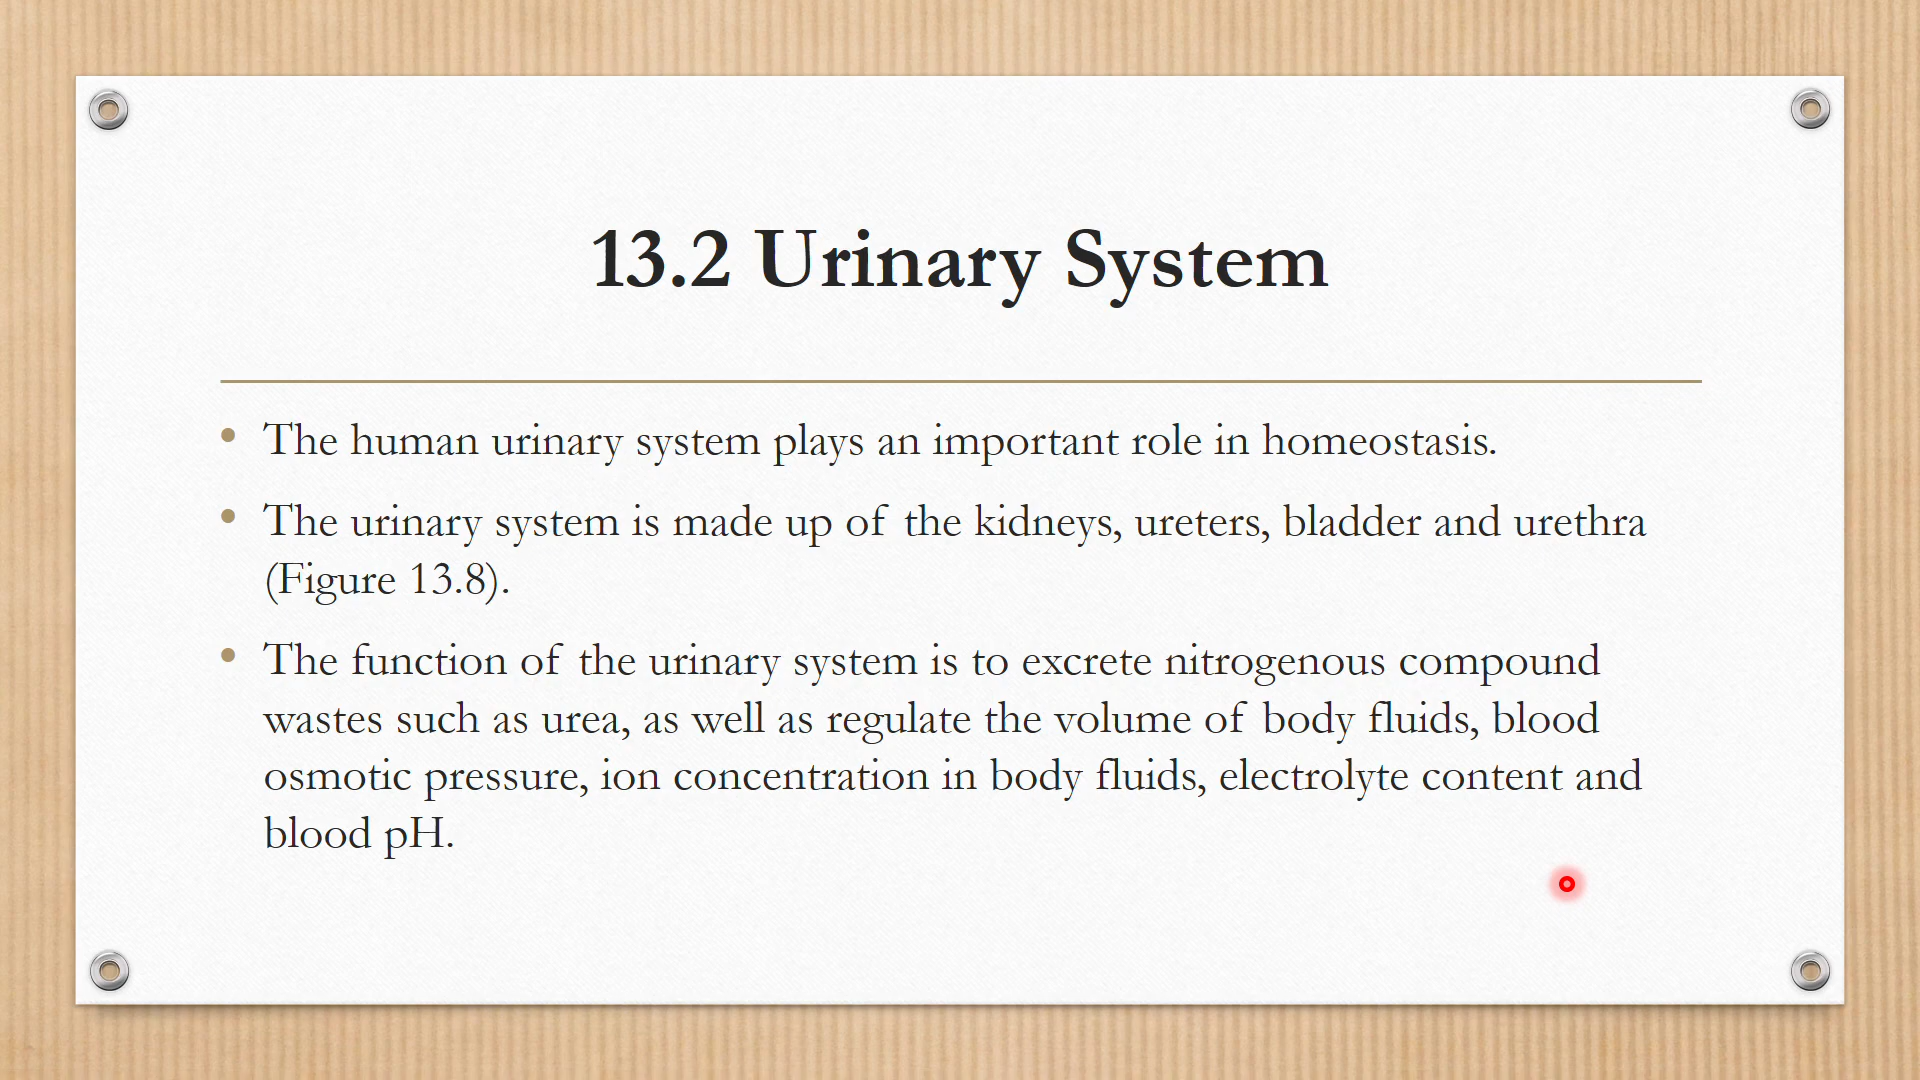 13.2 Urinary System
• The human urinary system plays an important role in homeostasis.
• The urinary system is made up of the kidneys, ureters, bladder and urethra
(Figure 13.8).
• The function of the urinary system is to excrete nitrogenous compound
wastes such as urea, as well as regulate the volume of body fluids, blood
osmotic pressure, ion concentration in body fluids, electrolyte content and
blood pH.